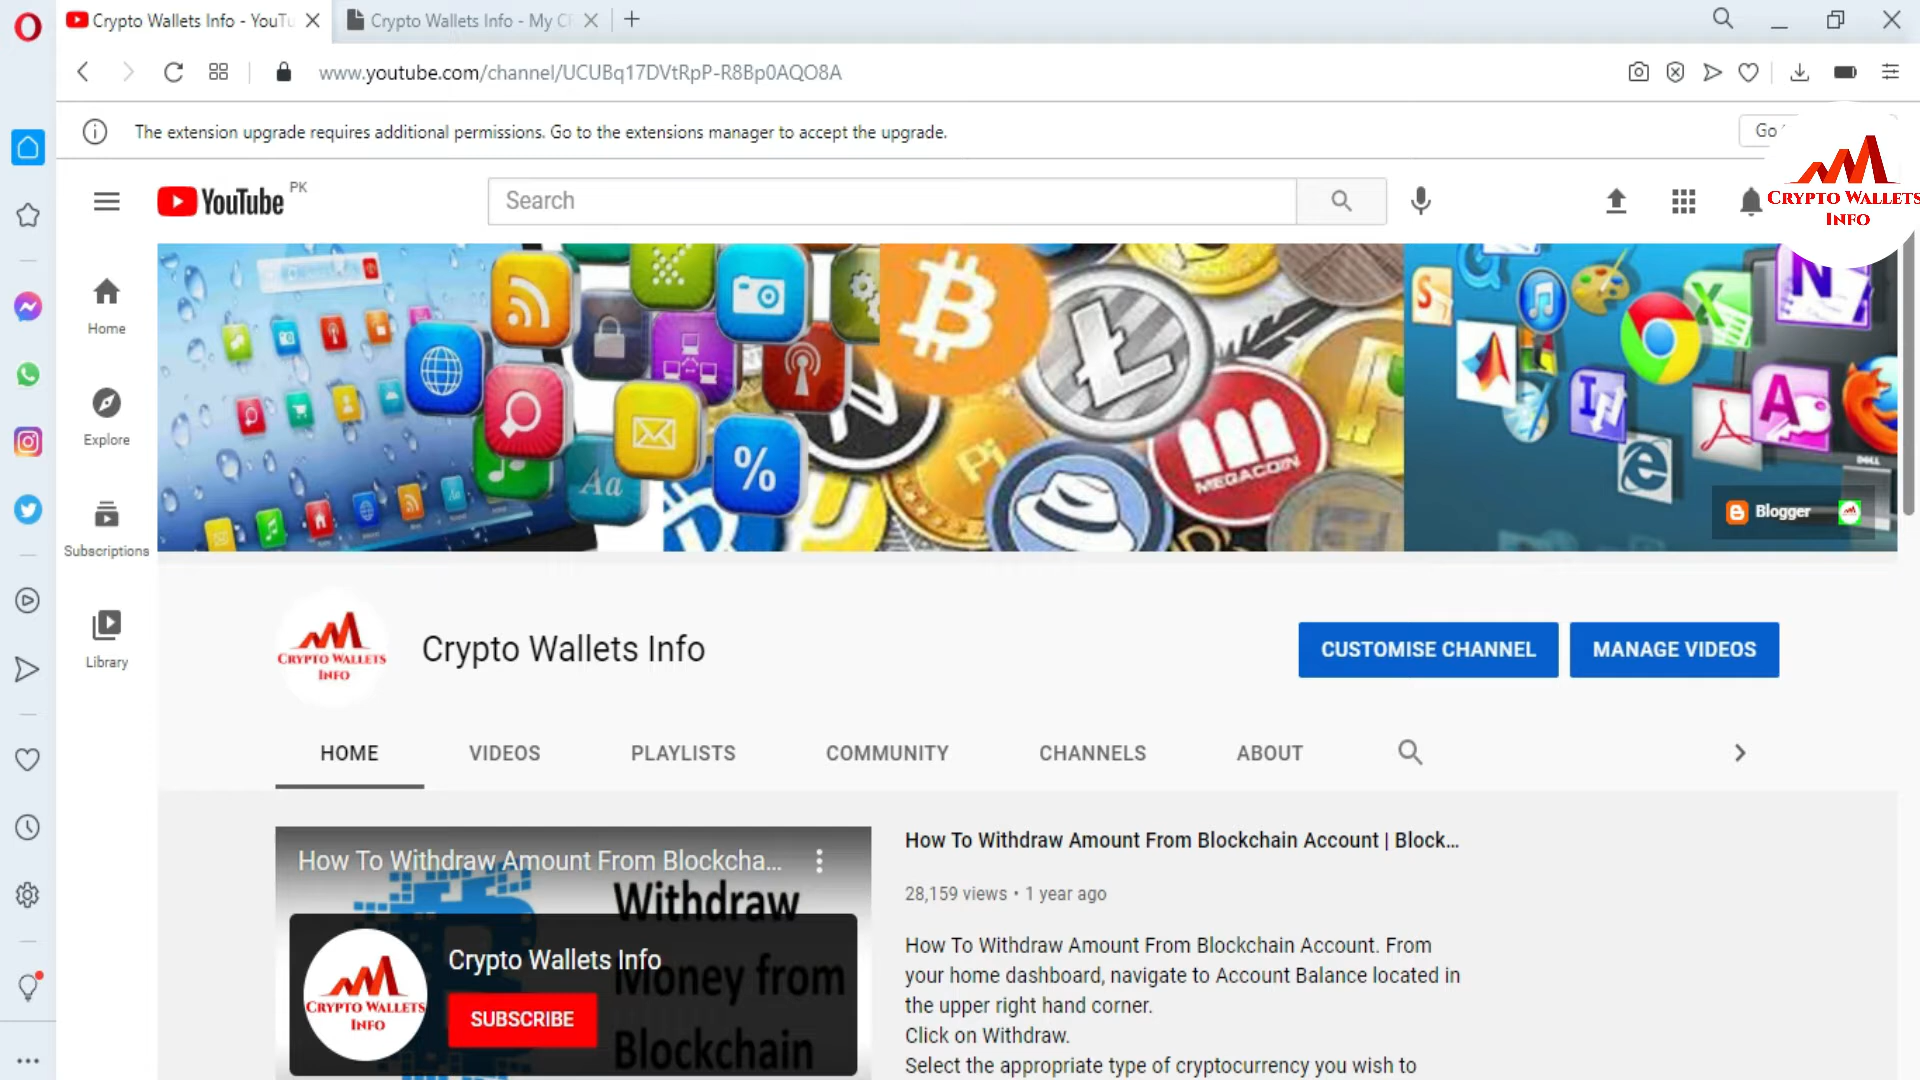 Crypto Wallets Info - YouTu
Crypto Wallets Info - My Cr
www.youtube.com/channel/UCUBq17DVtRpP-R8Bp0AQO8A
The extension upgrade requires additional permissions. Go to the extensions manager to accept the upgrade.
Go
CRYPTO WALLETS
INFO
YouTube PK
Search
Home
Explore
Subscriptions
Library
Aa
%
Pi
MEGACOIN
DELL
Blogger
CRYPTO WALLETS
INFO
Crypto Wallets Info
CUSTOMISE CHANNEL
MANAGE VIDEOS
HOME
VIDEOS
PLAYLISTS
COMMUNITY
CHANNELS
ABOUT
How To Withdraw Amount From Blockcha...
Withdraw
Money from
Blockchain
Crypto Wallets Info
SUBSCRIBE
CRYPTO WALLETS
INFO
How To Withdraw Amount From Blockchain Account | Block...
28,159 views • 1 year ago
How To Withdraw Amount From Blockchain Account. From
your home dashboard, navigate to Account Balance located in
the upper right hand corner.
Click on Withdraw.
Select the appropriate type of cryptocurrency you wish to